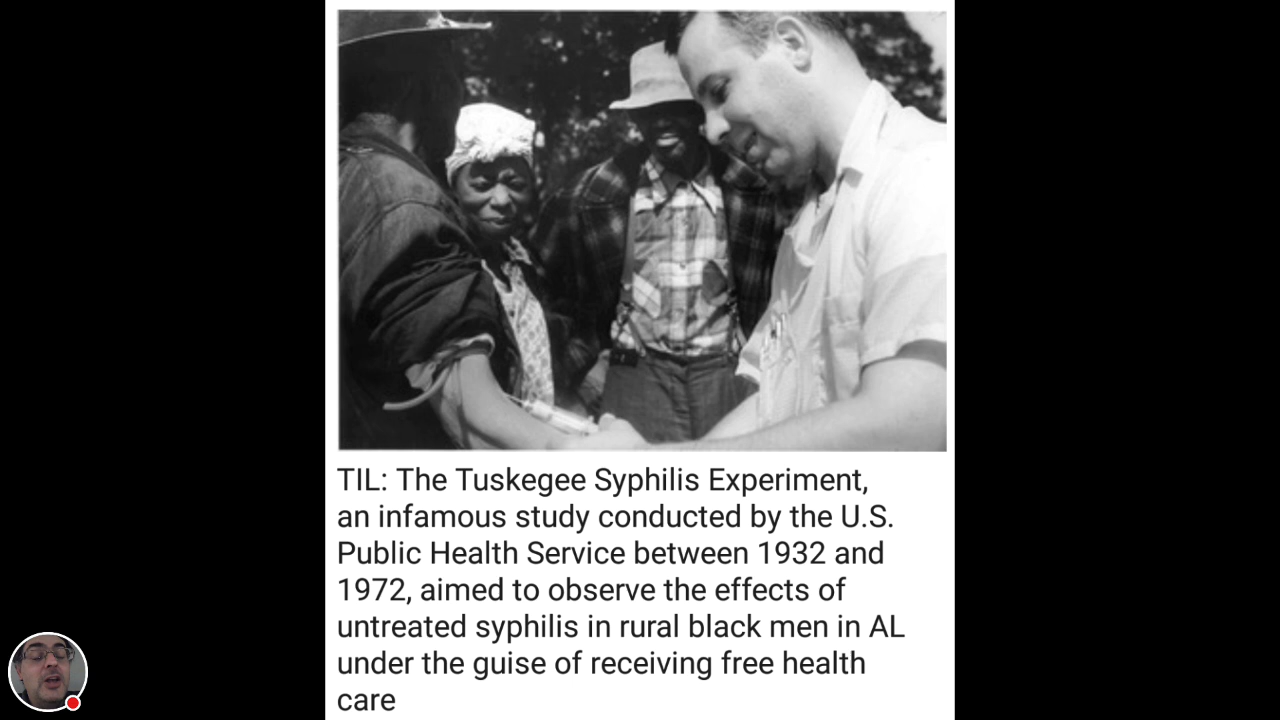 TIL: The Tuskegee Syphilis Experiment,
an infamous study conducted by the U.S.
Public Health Service between 1932 and
1972, aimed to observe the effects of
untreated syphilis in rural black men in AL
under the guise of receiving free health
care